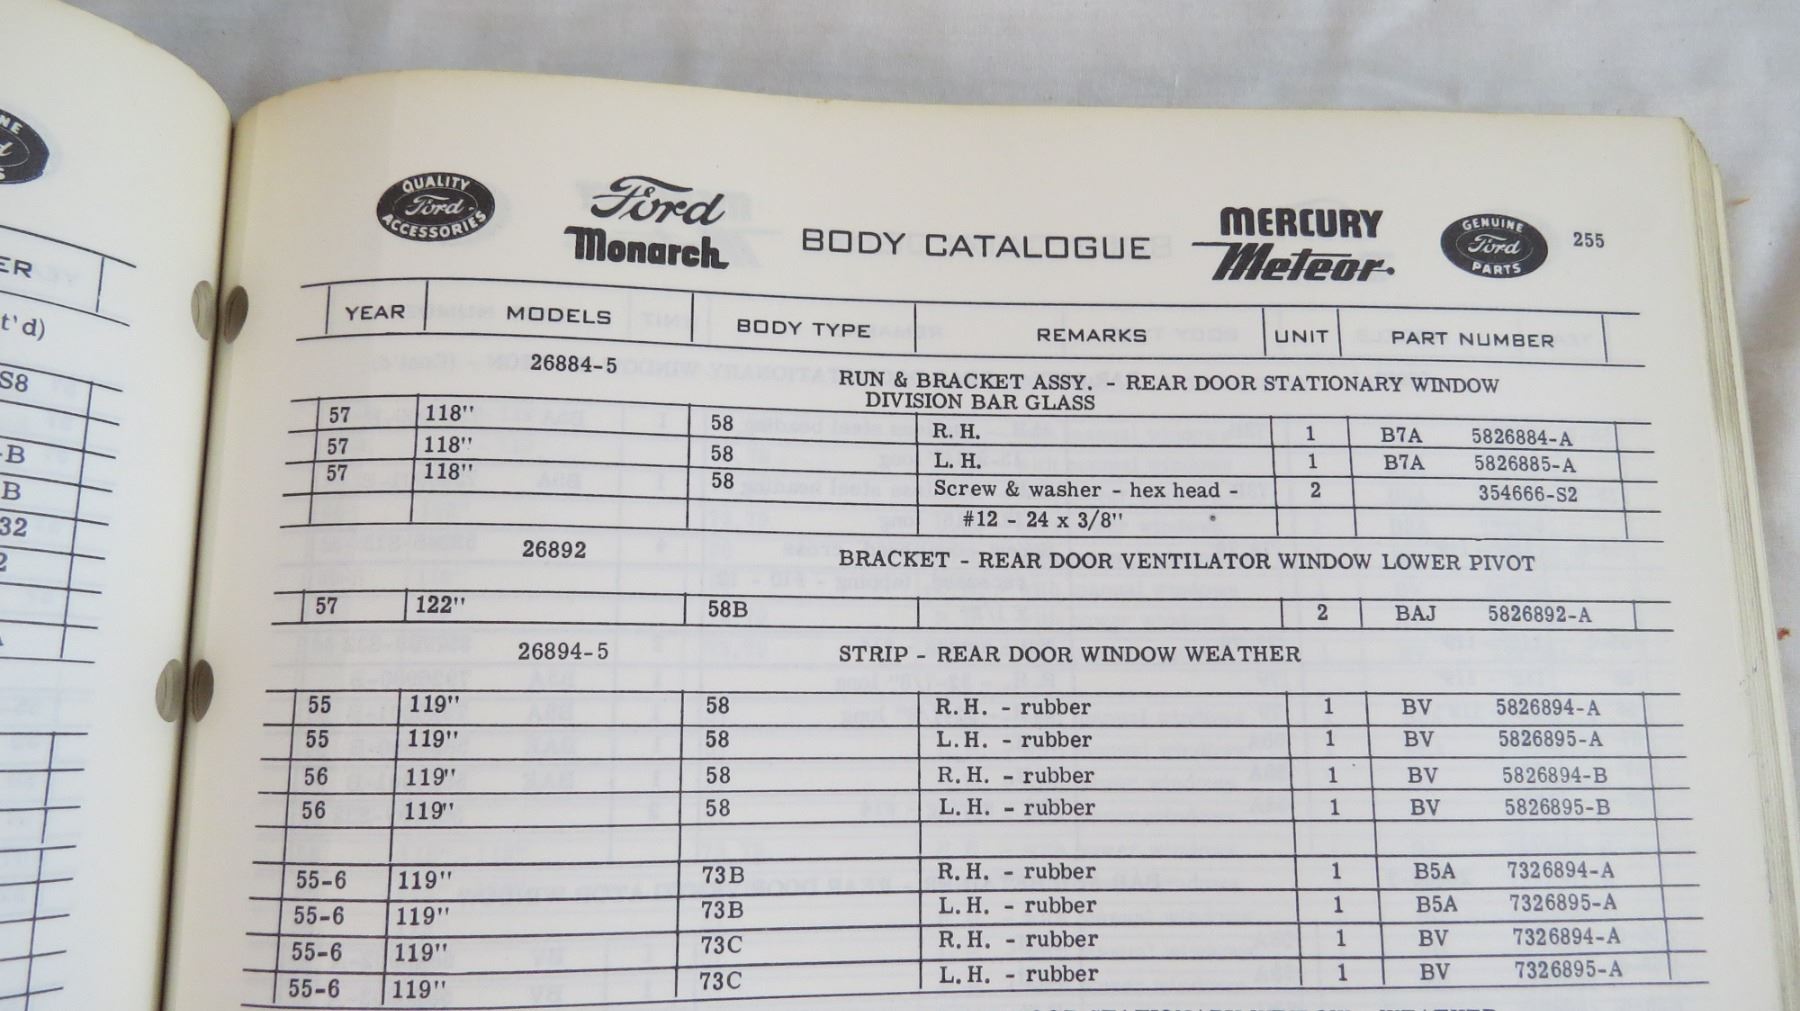 ER
t'd)
S8
-B
B
32
2
QUALITY Ford ACCESSORIES
Ford
Monarch
BODY CATALOGUE
MERCURY
Meteor
GENUINE Ford PARTS
255
YEAR MODELS BODY TYPE REMARKS UNIT PART NUMBER
26884-5 RUN & BRACKET ASSY. - REAR DOOR STATIONARY WINDOW
DIVISION BAR GLASS
57 118" 58 R.H. 1 B7A 5826884-A
57 118" 58 L.H. 1 B7A 5826885-A
57 118" 58 Screw & washer - hex head - 2 354666-S2
#12 - 24 x 3/8"
26892 BRACKET - REAR DOOR VENTILATOR WINDOW LOWER PIVOT
57 122" 58B 2 BAJ 5826892-A
26894-5 STRIP - REAR DOOR WINDOW WEATHER
55 119" 58 R.H. - rubber 1 BV 5826894-A
55 119" 58 L.H. - rubber 1 BV 5826895-A
56 119" 58 R.H. - rubber 1 BV 5826894-B
56 119" 58 L.H. - rubber 1 BV 5826895-B
55-6 119" 73B R.H. - rubber 1 B5A 7326894-A
55-6 119" 73B L.H. - rubber 1 B5A 7326895-A
55-6 119" 73C R.H. - rubber 1 BV 7326894-A
55-6 119" 73C L.H. - rubber 1 BV 7326895-A